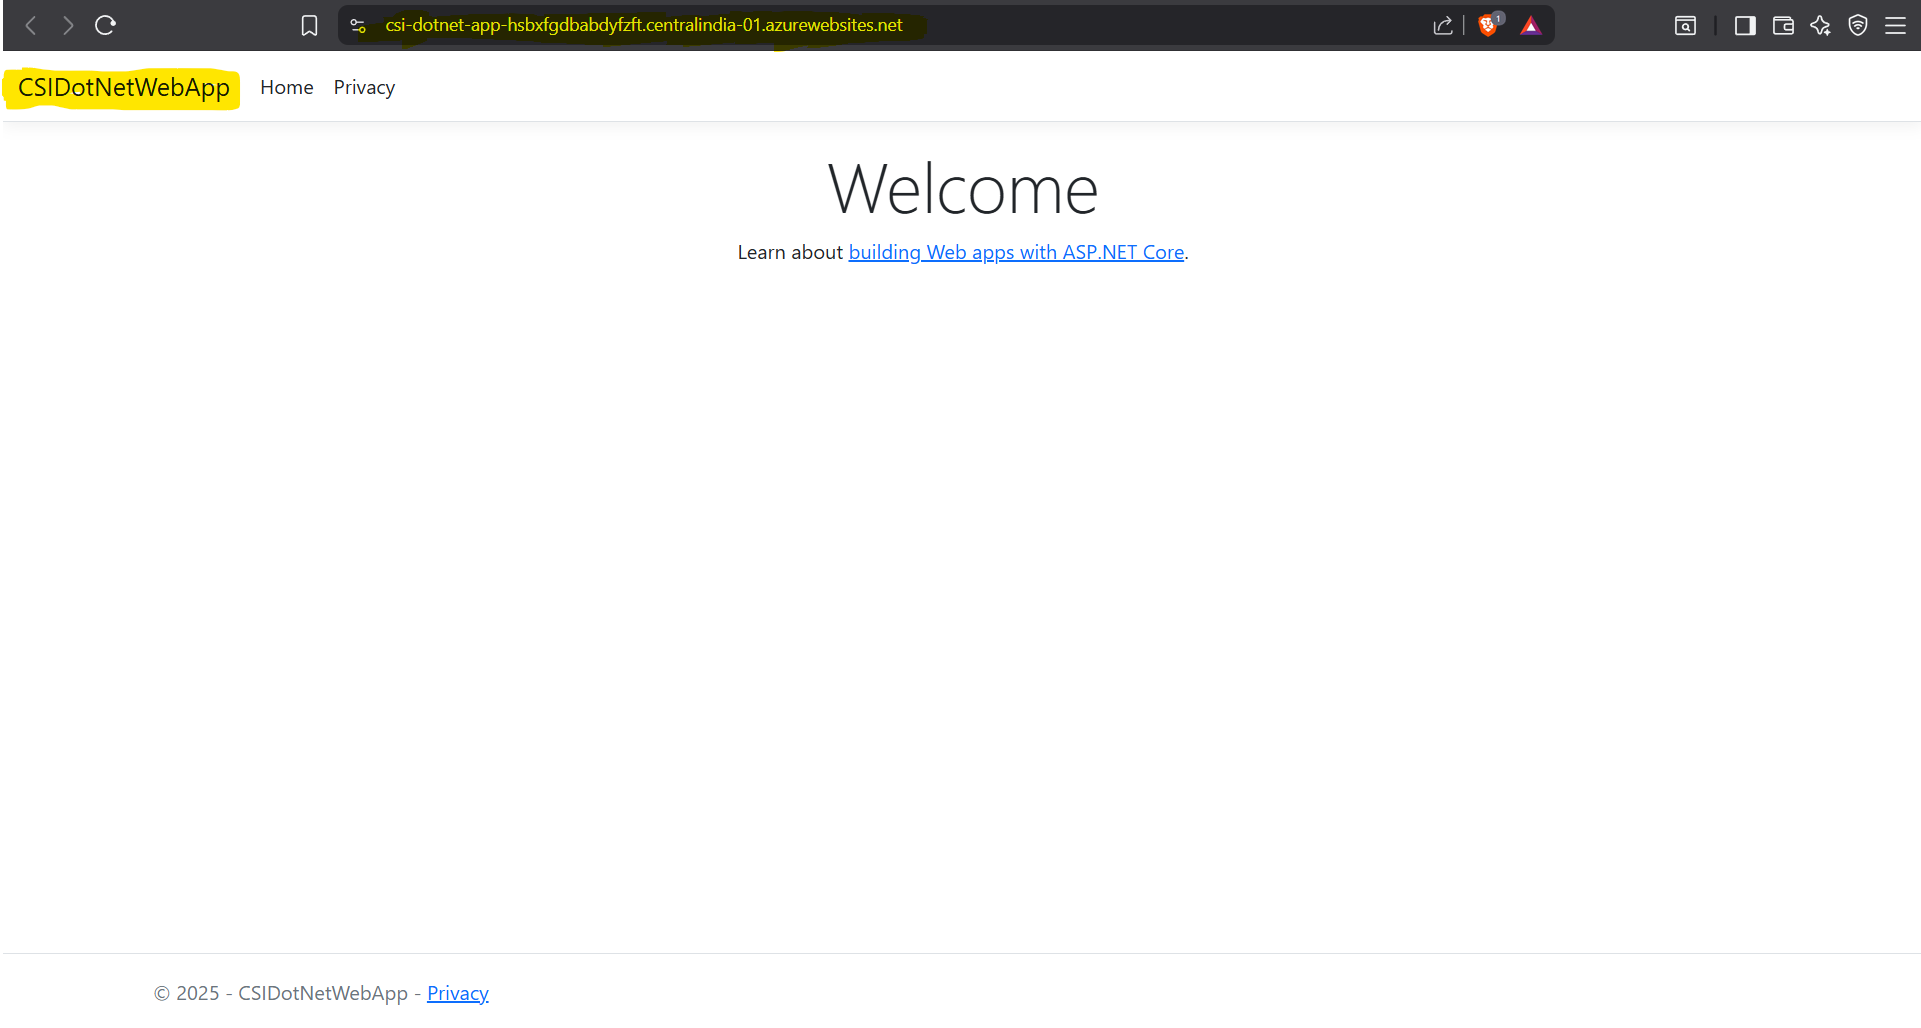 csi-dotnet-app-hsbxfgdbabdyfzft.centralindia-01.azurewebsites.net
1
CSIDotNetWebApp Home Privacy
Welcome
Learn about building Web apps with ASP.NET Core.
© 2025 - CSIDotNetWebApp - Privacy